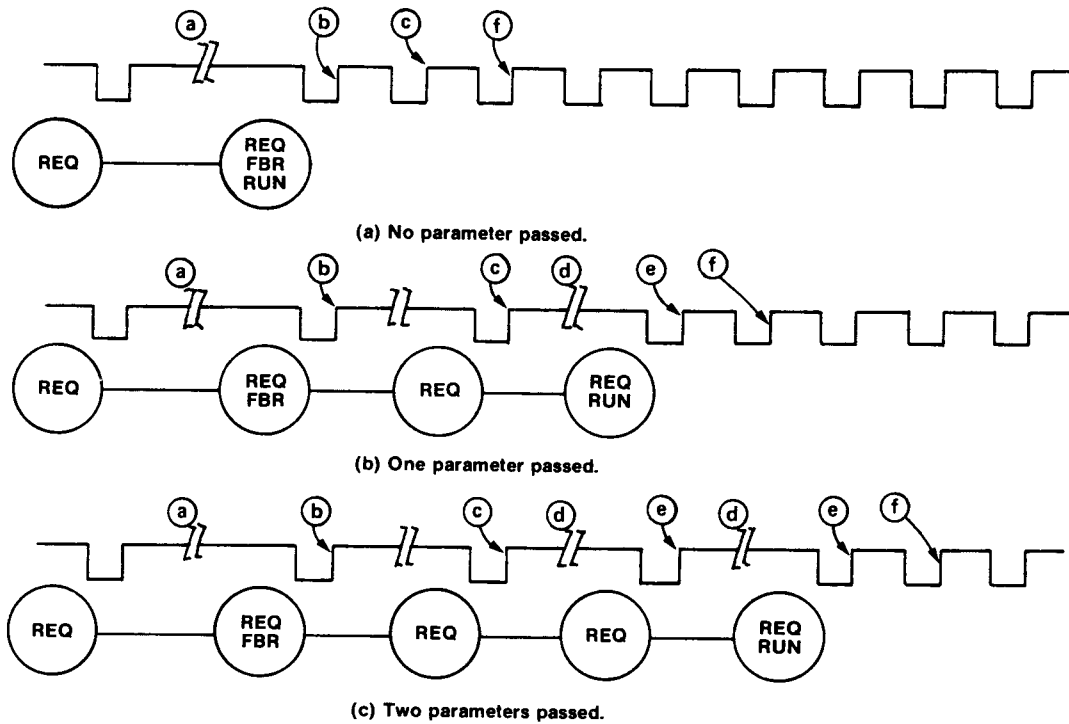 a b c f
REQ REQ
FBR
RUN
(a) No parameter passed.
a b c d e f
REQ REQ
FBR REQ REQ
RUN
(b) One parameter passed.
a b c d e d e f
REQ REQ
FBR REQ REQ REQ
RUN
(c) Two parameters passed.